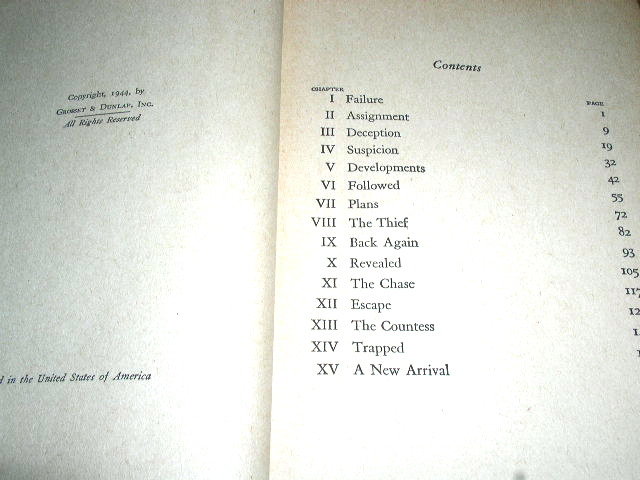 Copyright, 1944, by
Grosset & Dunlap, Inc.
All Rights Reserved
in the United States of America
Contents
CHAPTER PAGE
I Failure 1
II Assignment 9
III Deception 19
IV Suspicion 32
V Developments 42
VI Followed 55
VII Plans 72
VIII The Thief 82
IX Back Again 93
X Revealed 105
XI The Chase 117
XII Escape
XIII The Countess
XIV Trapped
XV A New Arrival